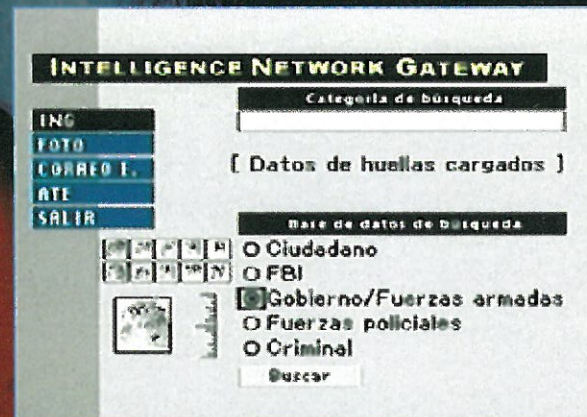 INTELLIGENCE NETWORK GATEWAY
Categoría de búsqueda
ING
FOTO
CORREO E.
ATE
SALIR
[ Datos de huellas cargados ]
Base de datos de búsqueda
Ciudadano
FBI
Gobierno/Fuerzas armadas
Fuerzas policiales
Criminal
Buscar